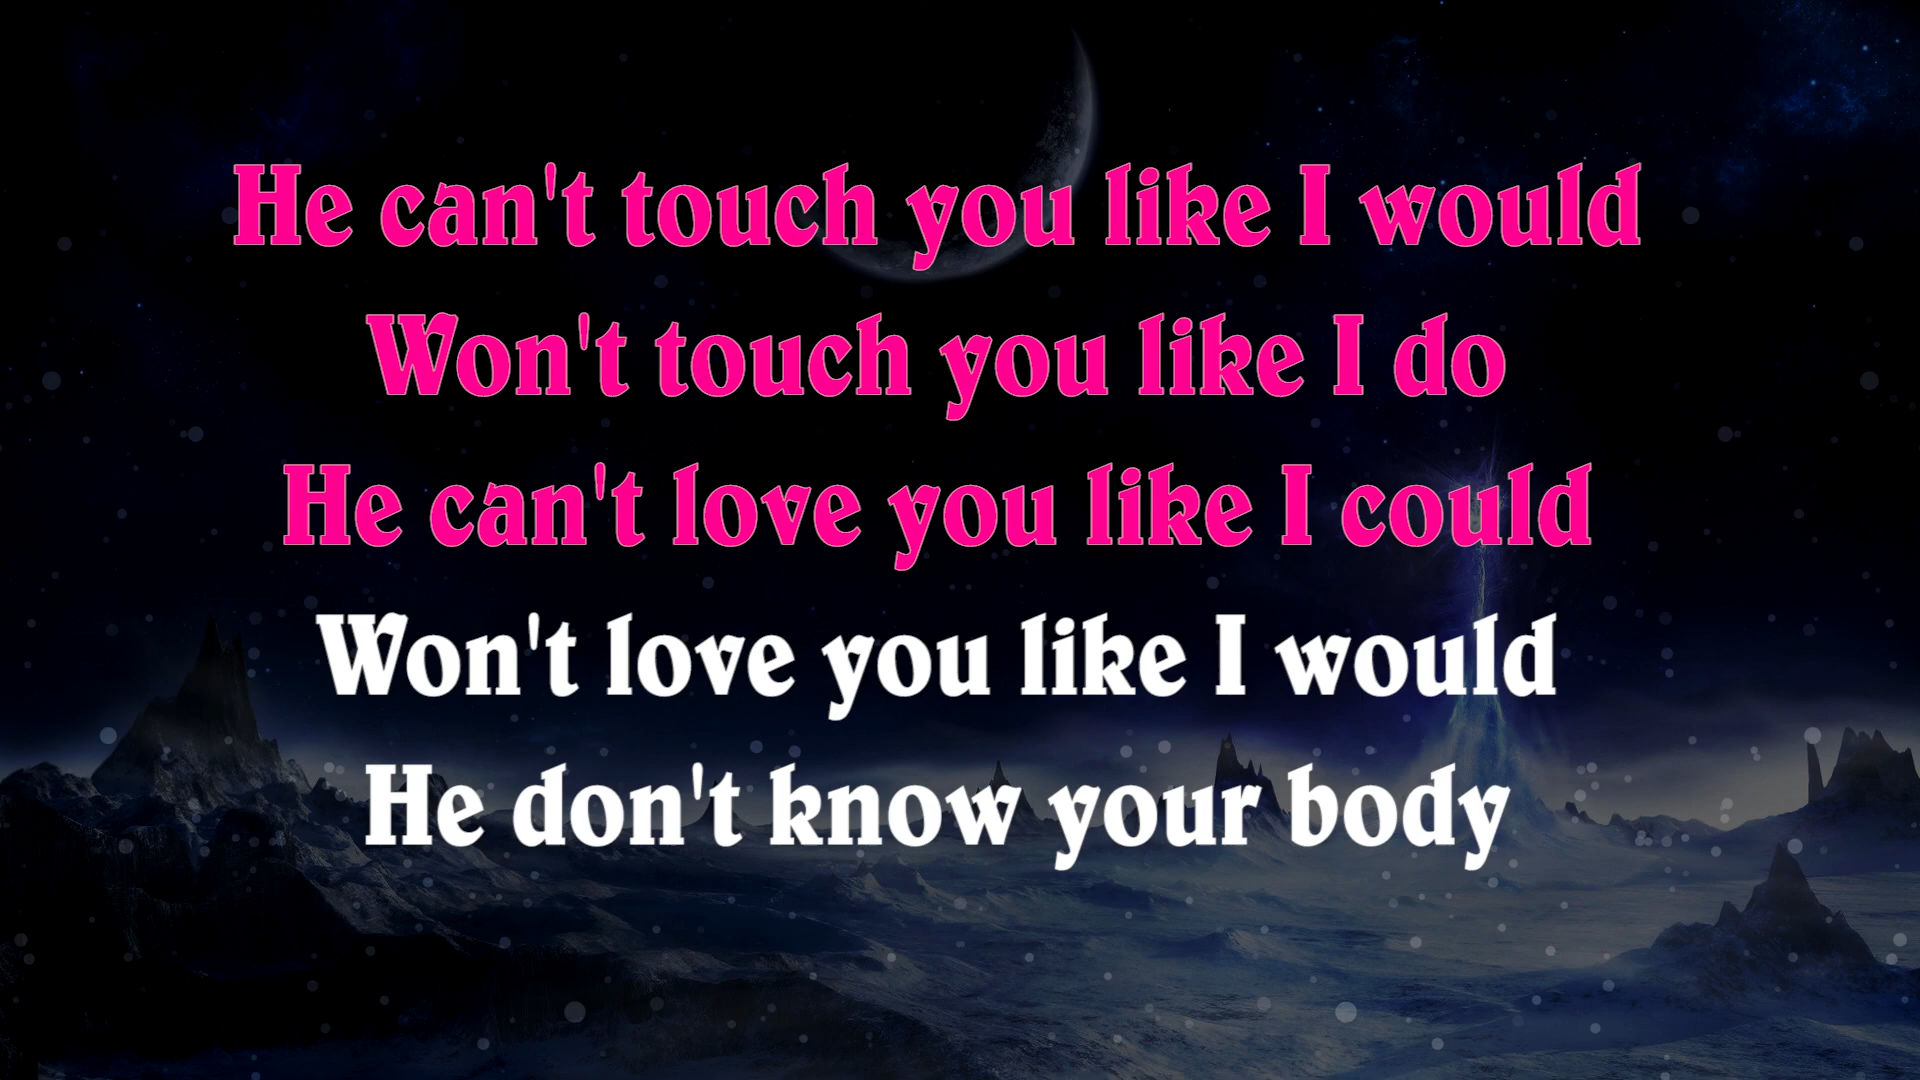 He can't touch you like I would
Won't touch you like I do
He can't love you like I could
Won't love you like I would
He don't know your body